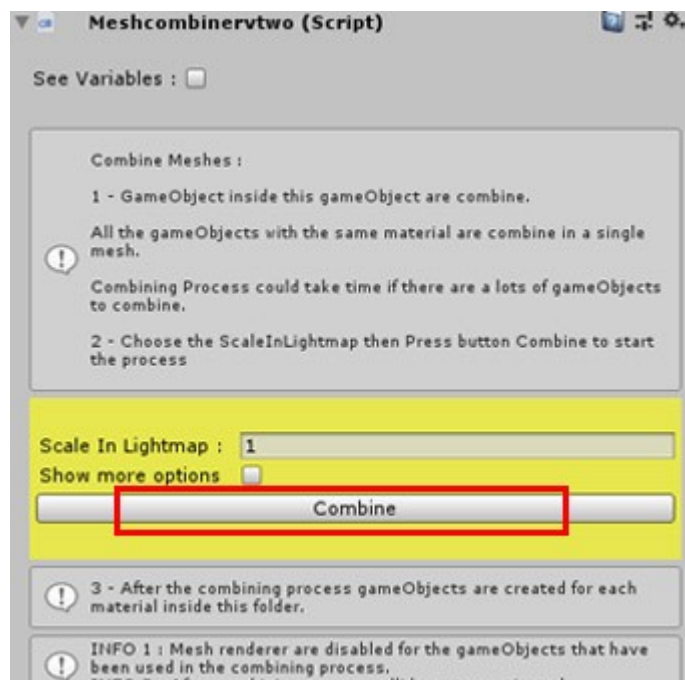 Meshcombinervtwo (Script)
See Variables :
Combine Meshes :
1 - GameObject inside this gameObject are combine.
All the gameObjects with the same material are combine in a single
mesh.
Combining Process could take time if there are a lots of gameObjects
to combine.
2 - Choose the ScaleInLightmap then Press button Combine to start
the process
Scale In Lightmap : 1
Show more options
Combine
3 - After the combining process gameObjects are created for each
material inside this folder.
INFO 1 : Mesh renderer are disabled for the gameObjects that have
been used in the combining process.